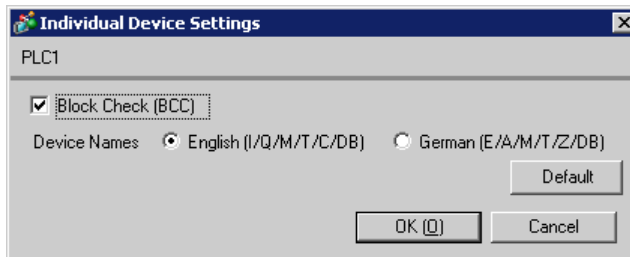 Individual Device Settings
PLC1
Block Check (BCC)
Device Names English (I/Q/M/T/C/DB) German (E/A/M/T/Z/DB)
Default
OK (O) Cancel